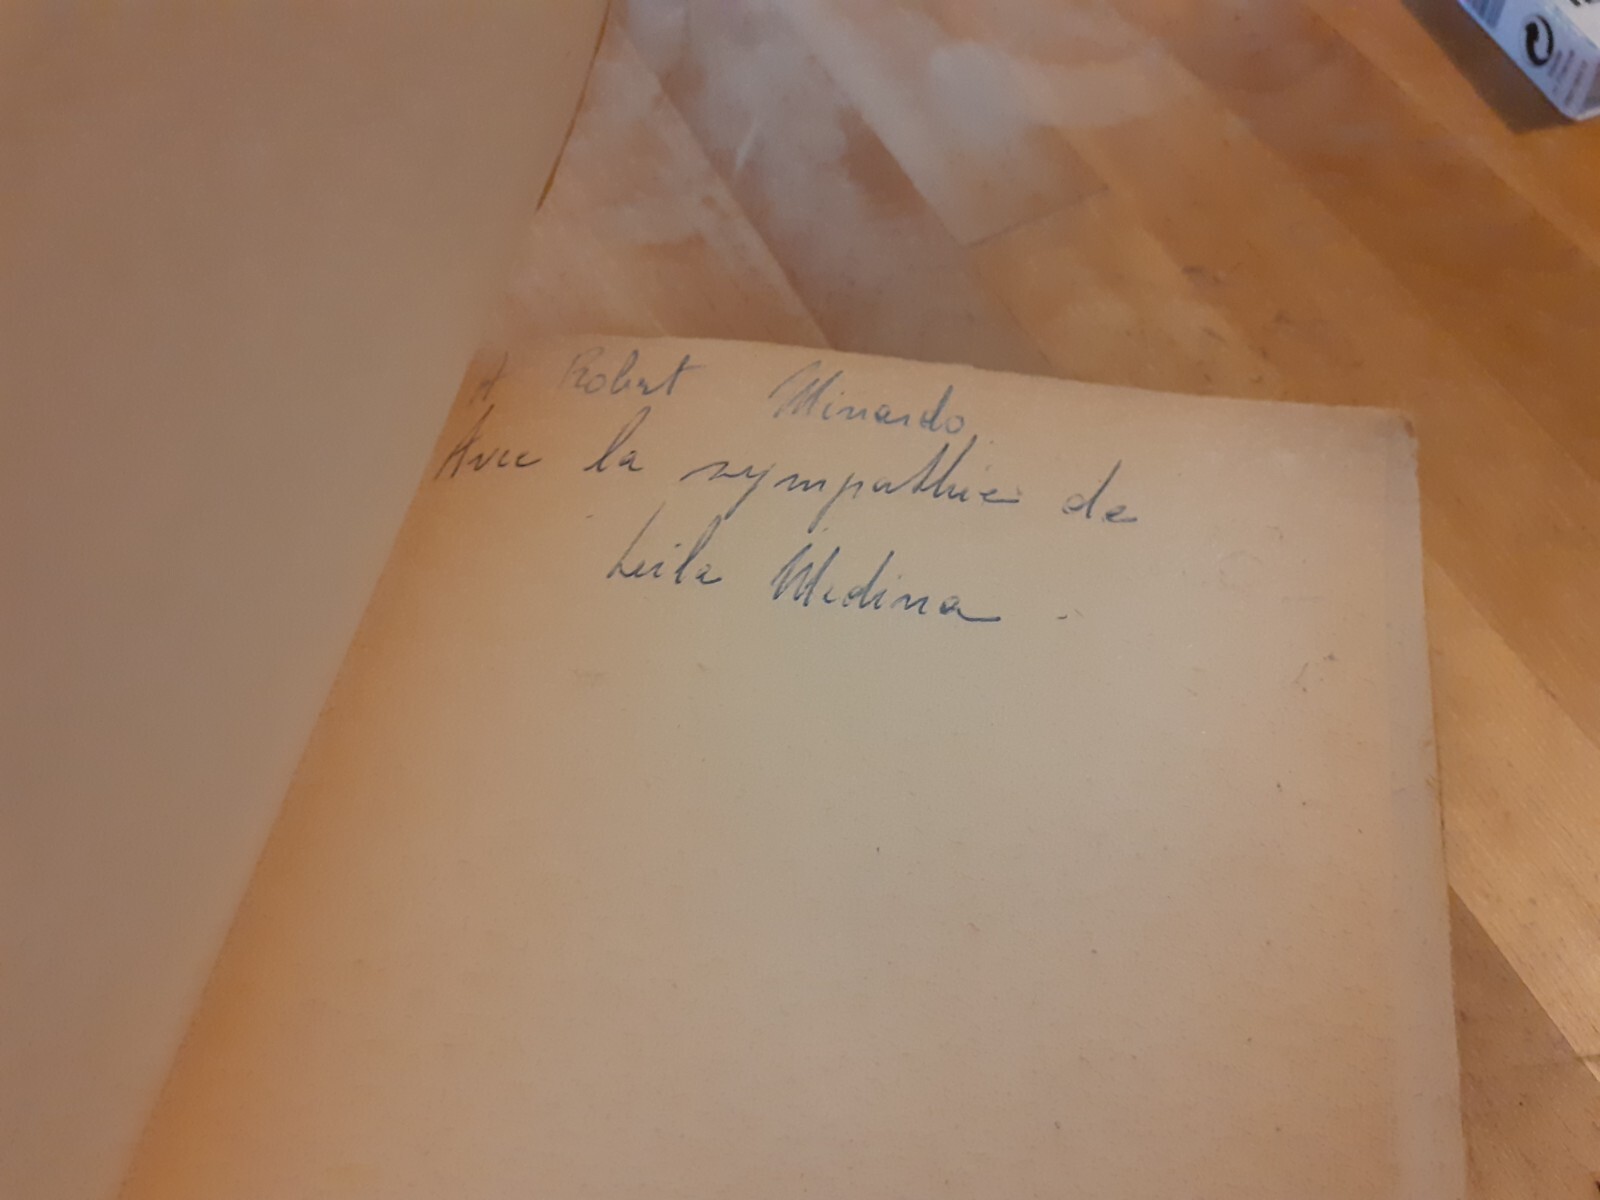 A Robert Minardo
Avec la sympathie de
Leila Medina.